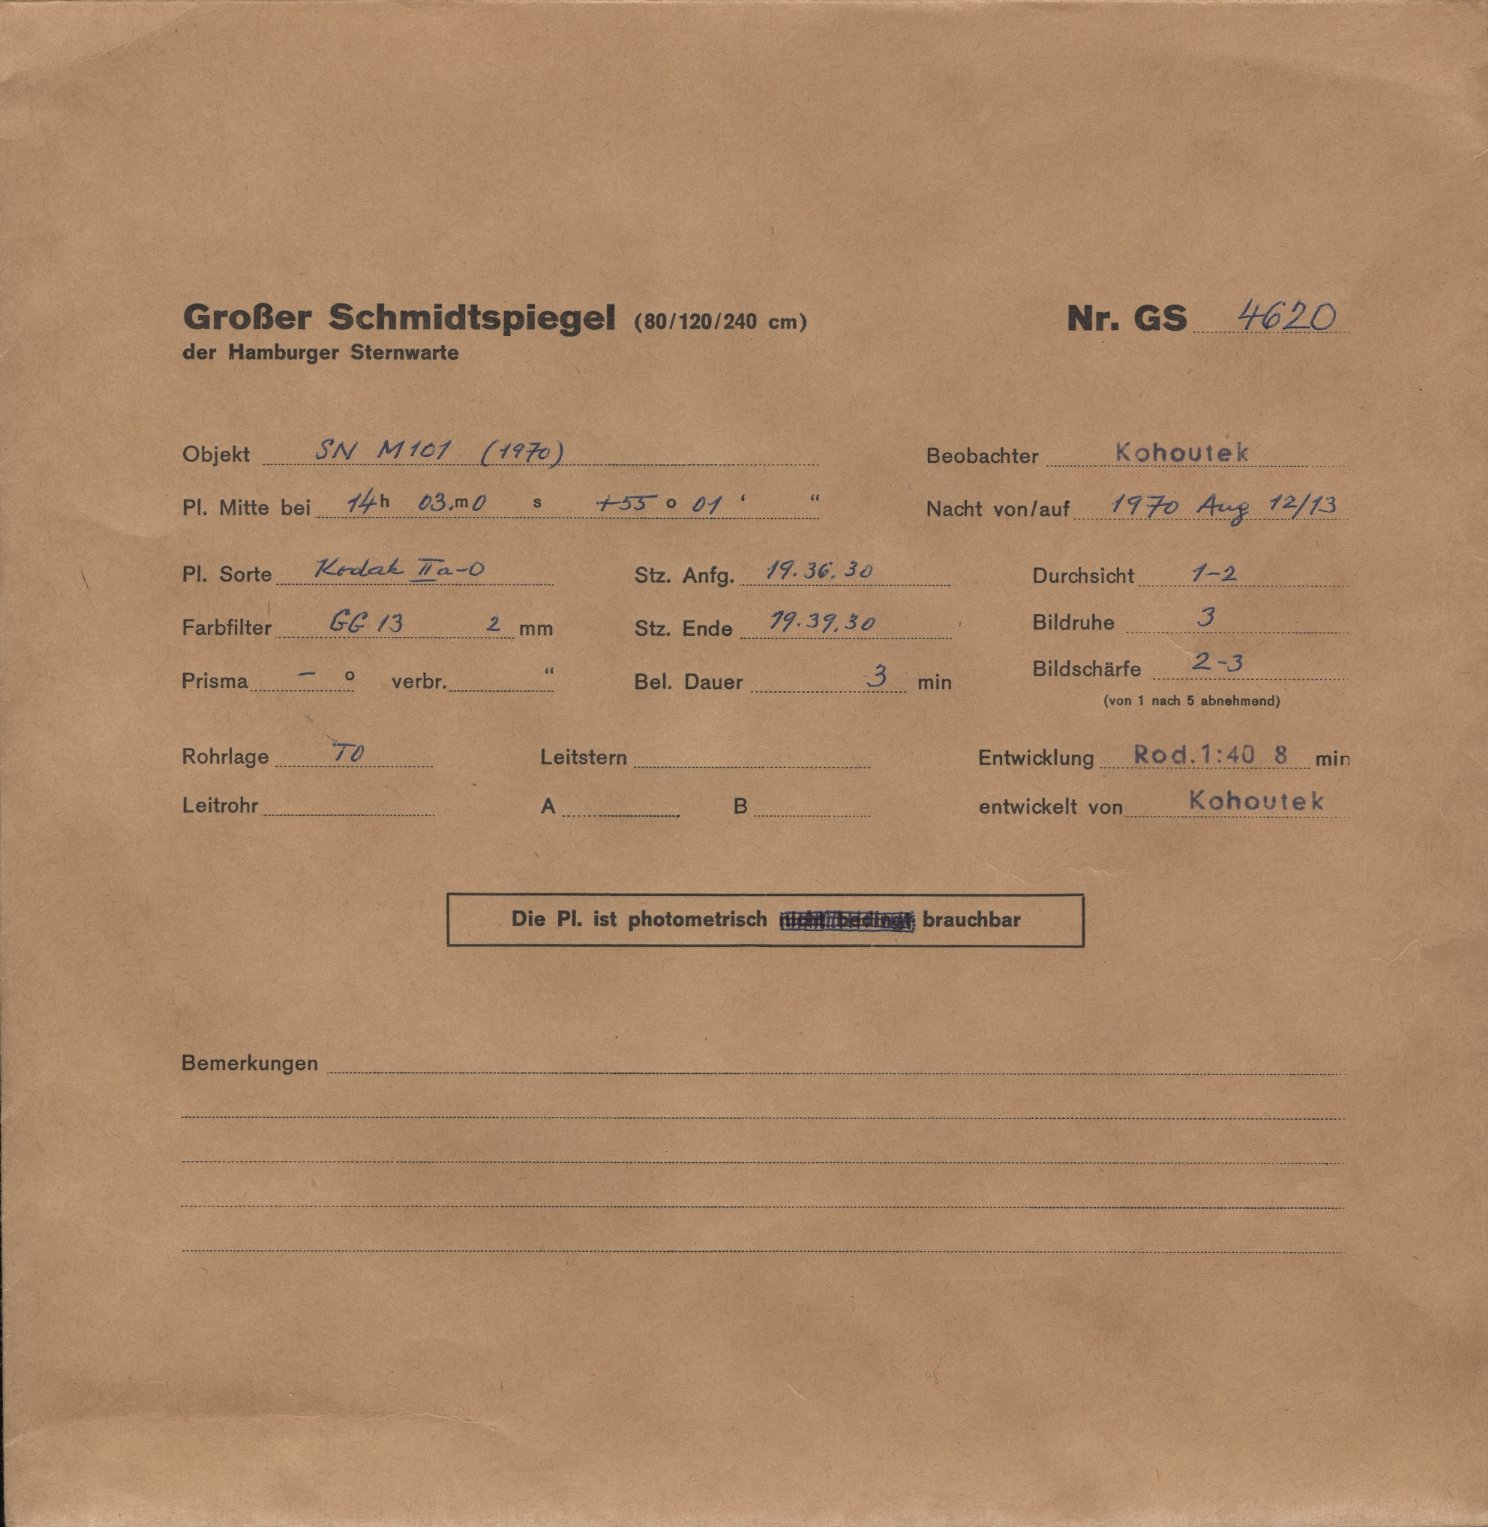 Großer Schmidtspiegel (80/120/240 cm) Nr. GS 4620
der Hamburger Sternwarte
Objekt SN M101 (1970) Beobachter Kohoutek
Pl. Mitte bei 14h 03.m0 s +55 o 01 ‘ “ Nacht von/auf 1970 Aug 12/13
Pl. Sorte Kodak IIa-O Stz. Anfg. 19.36.30 Durchsicht 1-2
Farbfilter GG 13 2 mm Stz. Ende 19.39.30 Bildruhe 3
Prisma – o verbr. “ Bel. Dauer 3 min Bildschärfe 2-3
(von 1 nach 5 abnehmend)
Rohrlage TO Leitstern Entwicklung Rod.1:40 8 min
Leitrohr A B entwickelt von Kohoutek
Die Pl. ist photometrisch nicht bedingt brauchbar
Bemerkungen